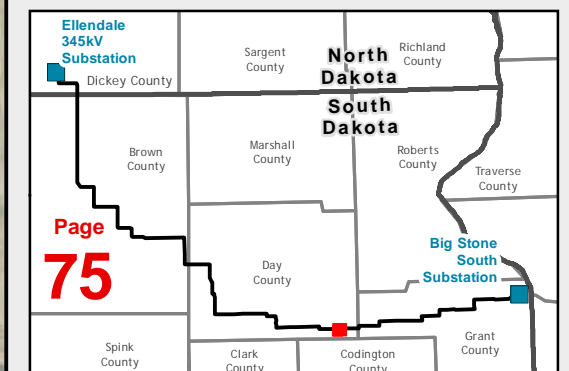 Ellendale
345kV
Substation
Dickey County
Sargent
County
North
Dakota
Richland
County
South
Dakota
Brown
County
Marshall
County
Roberts
County
Traverse
County
Page
75
Day
County
Big Stone
South
Substation
Spink
County
Clark
County
Codington
County
Grant
County